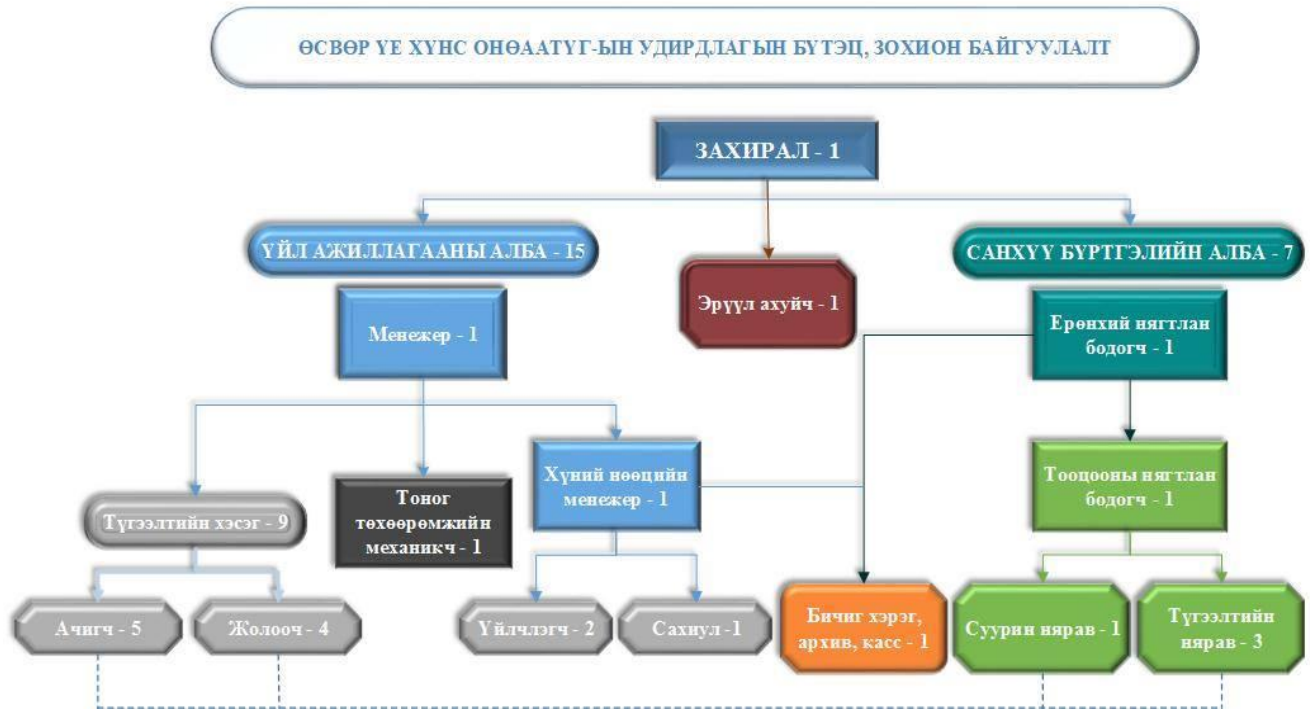 ӨСВӨР ҮЕ ХҮНС ОНӨААТҮГ-ЫН УДИРДЛАГЫН БҮТЭЦ, ЗОХИОН БАЙГУУЛАЛТ
ЗАХИРАЛ - 1
ҮЙЛ АЖИЛЛАГААНЫ АЛБА - 15
САНХҮҮ БҮРТГЭЛИЙН АЛБА - 7
Эрүүл ахуйч - 1
Менежер - 1
Ерөнхий нягтлан
бодогч - 1
Түгээлтийн хэсэг - 9
Тоног
төхөөрөмжийн
механикч - 1
Хүний нөөцийн
менежер - 1
Тооцооны нягтлан
бодогч - 1
Ачигч - 5
Жолооч - 4
Үйлчлэгч - 2
Сахиул -1
Бичиг хэрэг,
архив, касс - 1
Суурин нярав - 1
Түгээлтийн
нярав - 3